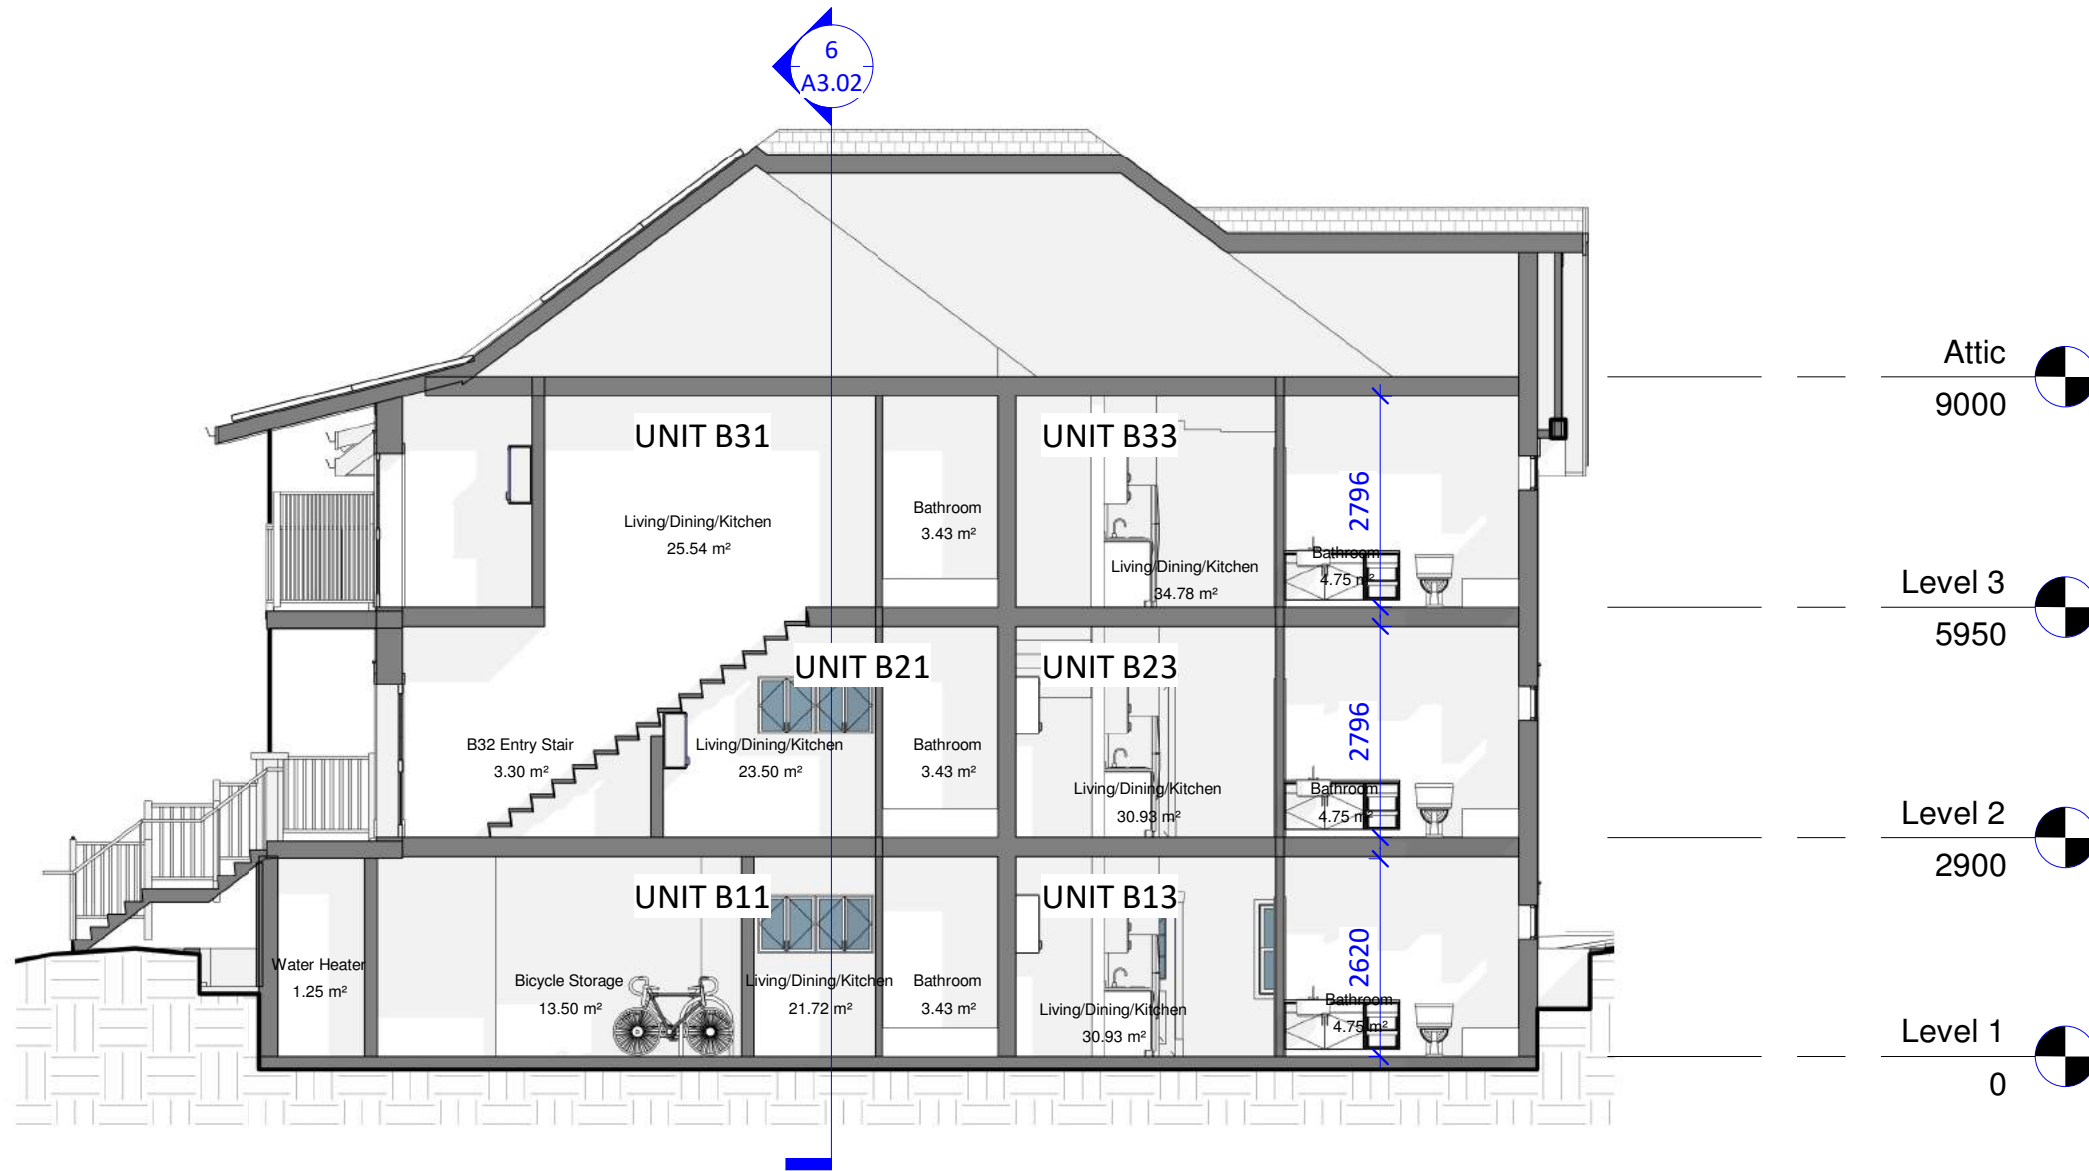 6
A3.02
Attic
9000
UNIT B31
UNIT B33
2796
Living/Dining/Kitchen
25.54 m²
Bathroom
3.43 m²
Living/Dining/Kitchen
34.78 m²
Bathroom
4.75 m²
Level 3
5950
UNIT B21
UNIT B23
2796
B32 Entry Stair
3.30 m²
Living/Dining/Kitchen
23.50 m²
Bathroom
3.43 m²
Living/Dining/Kitchen
30.93 m²
Bathroom
4.75 m²
Level 2
2900
UNIT B11
UNIT B13
2620
Water Heater
1.25 m²
Bicycle Storage
13.50 m²
Living/Dining/Kitchen
21.72 m²
Bathroom
3.43 m²
Living/Dining/Kitchen
30.93 m²
Bathroom
4.75 m²
Level 1
0